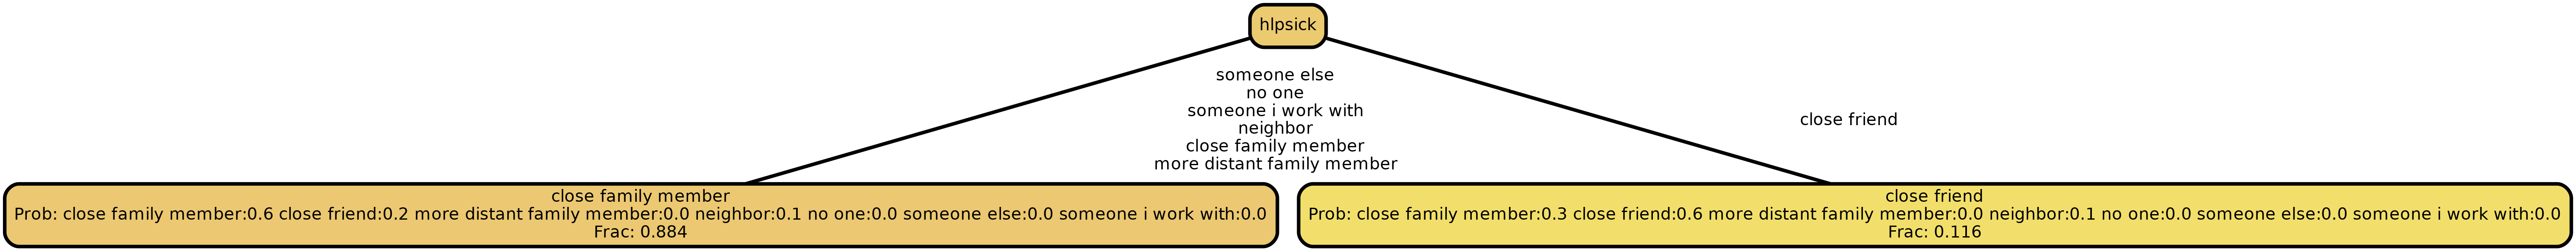 hlpsick
someone else
no one
someone i work with
neighbor
close family member
more distant family member
close friend
close family member
Prob: close family member:0.6 close friend:0.2 more distant family member:0.0 neighbor:0.1 no one:0.0 someone else:0.0 someone i work with:0.0
Frac: 0.884
close friend
Prob: close family member:0.3 close friend:0.6 more distant family member:0.0 neighbor:0.1 no one:0.0 someone else:0.0 someone i work with:0.0
Frac: 0.116